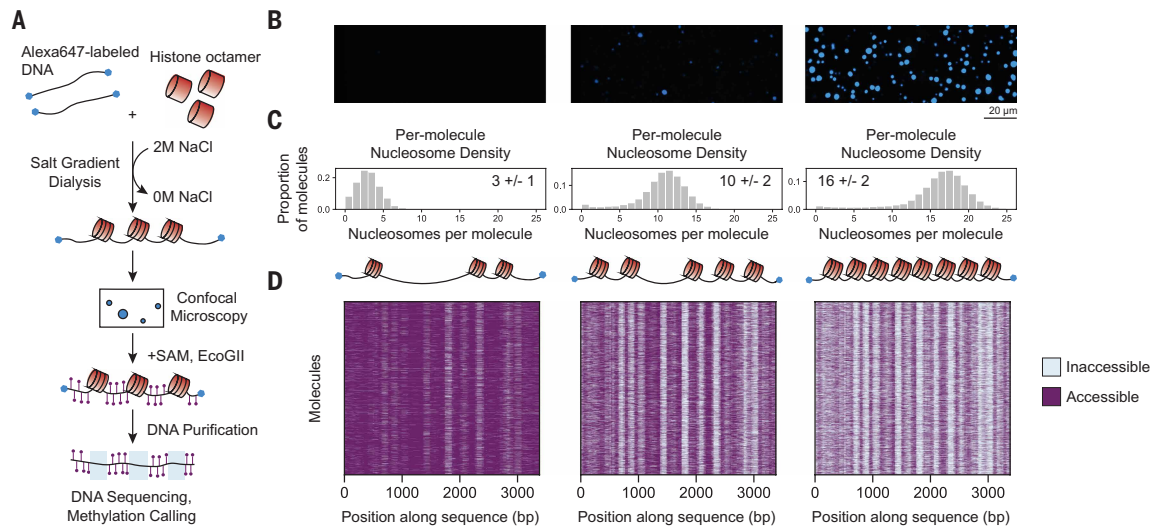 A
Alexa647-labeled
DNA
Histone octamer
+
Salt Gradient
Dialysis
2M NaCl
0M NaCl
Confocal
Microscopy
+SAM, EcoGII
DNA Purification
DNA Sequencing,
Methylation Calling
B
20 µm
C
Per-molecule
Nucleosome Density
Per-molecule
Nucleosome Density
Per-molecule
Nucleosome Density
Proportion
of molecules
0.2
0.0
3 +/- 1
0 5 10 15 20 25
Nucleosomes per molecule
0.1
0.0
10 +/- 2
0 5 10 15 20 25
Nucleosomes per molecule
0.1
0.0
16 +/- 2
0 5 10 15 20 25
Nucleosomes per molecule
D
Molecules
0 1000 2000 3000
Position along sequence (bp)
0 1000 2000 3000
Position along sequence (bp)
0 1000 2000 3000
Position along sequence (bp)
Inaccessible
Accessible